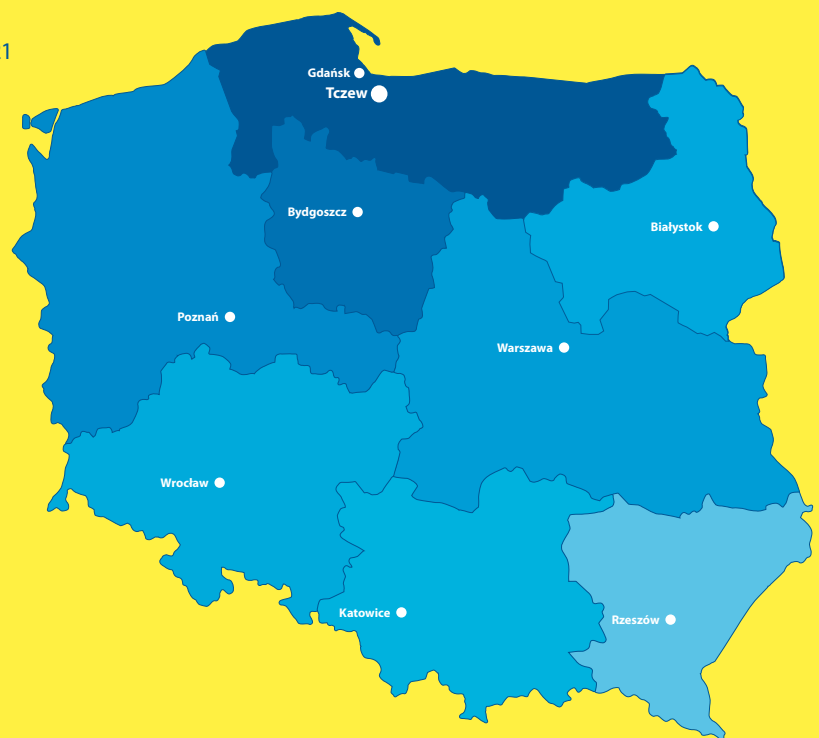 1
Gdańsk
Tczew
Bydgoszcz
Białystok
Poznań
Warszawa
Wrocław
Katowice
Rzeszów